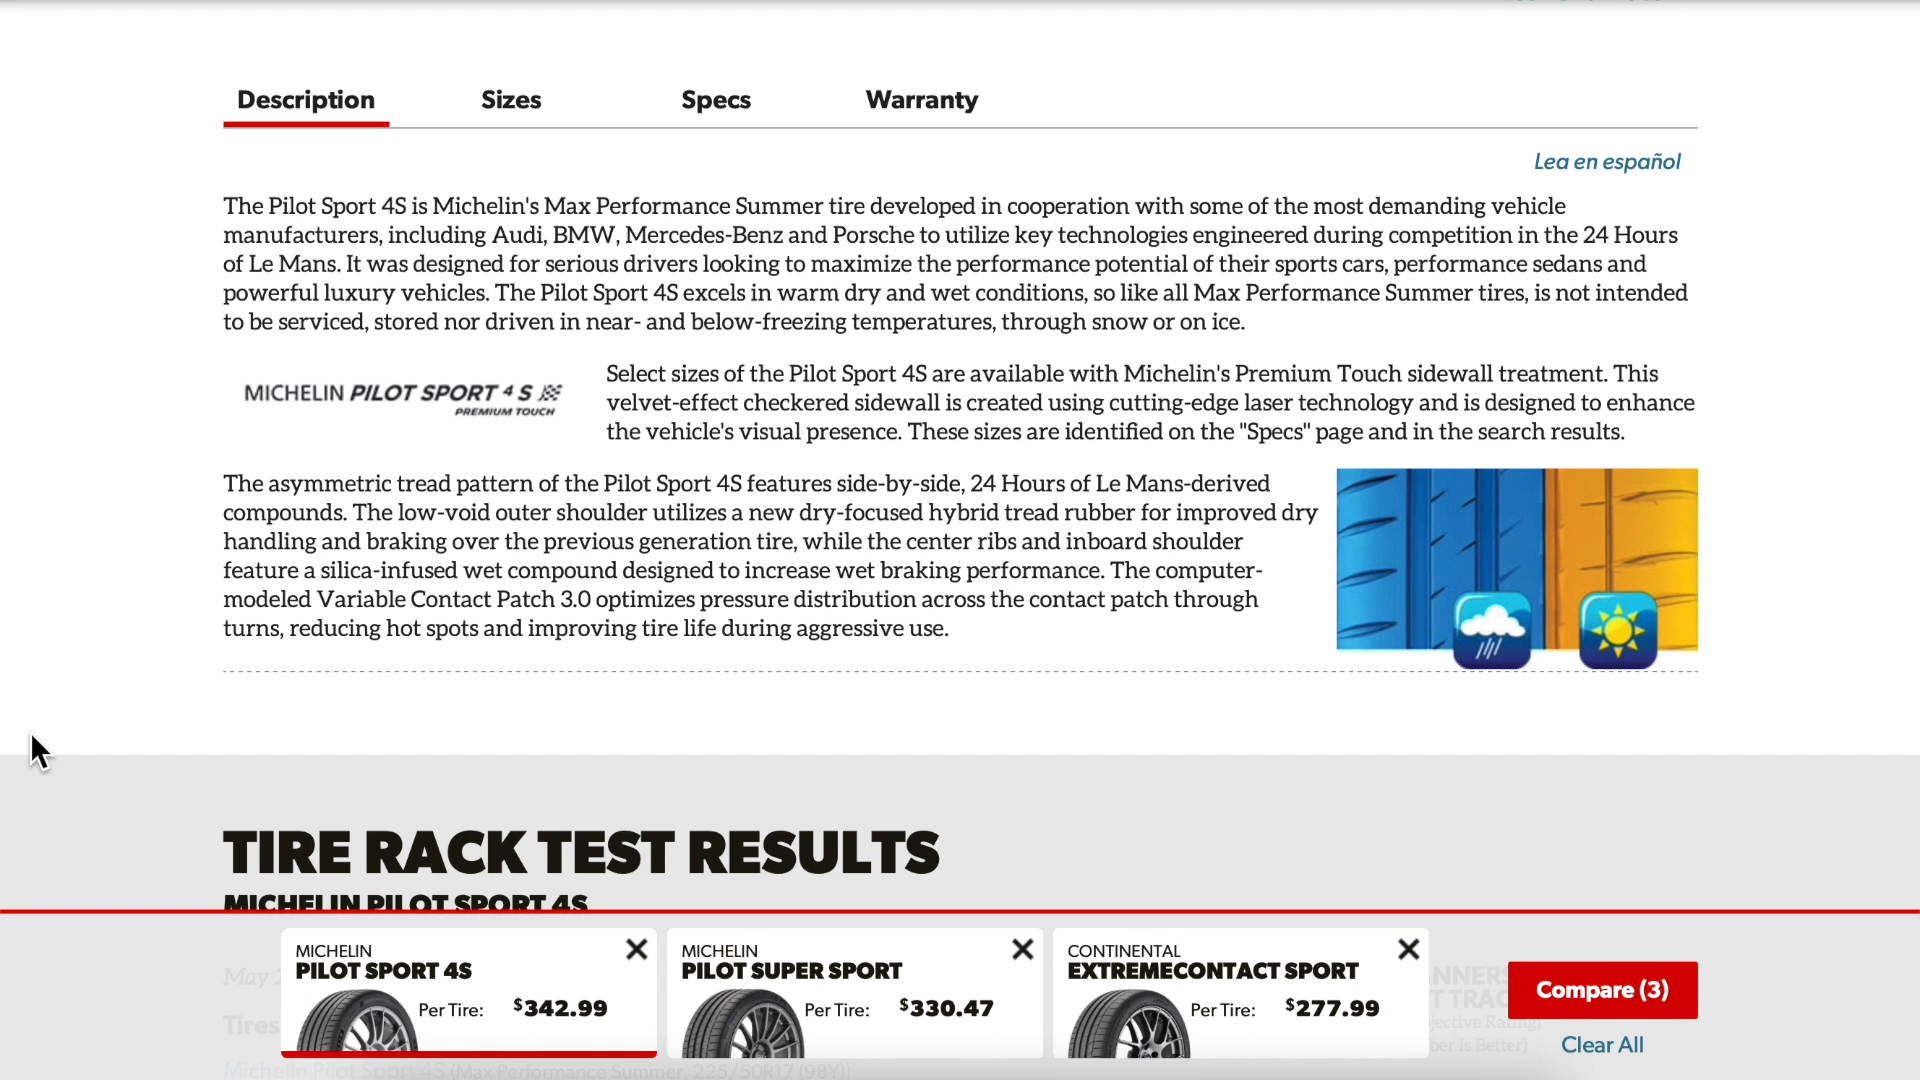 Description Sizes Specs Warranty
Lea en español
The Pilot Sport 4S is Michelin's Max Performance Summer tire developed in cooperation with some of the most demanding vehicle
manufacturers, including Audi, BMW, Mercedes-Benz and Porsche to utilize key technologies engineered during competition in the 24 Hours
of Le Mans. It was designed for serious drivers looking to maximize the performance potential of their sports cars, performance sedans and
powerful luxury vehicles. The Pilot Sport 4S excels in warm dry and wet conditions, so like all Max Performance Summer tires, is not intended
to be serviced, stored nor driven in near- and below-freezing temperatures, through snow or on ice.
MICHELIN PILOT SPORT 4 S
PREMIUM TOUCH
Select sizes of the Pilot Sport 4S are available with Michelin's Premium Touch sidewall treatment. This
velvet-effect checkered sidewall is created using cutting-edge laser technology and is designed to enhance
the vehicle's visual presence. These sizes are identified on the "Specs" page and in the search results.
The asymmetric tread pattern of the Pilot Sport 4S features side-by-side, 24 Hours of Le Mans-derived
compounds. The low-void outer shoulder utilizes a new dry-focused hybrid tread rubber for improved dry
handling and braking over the previous generation tire, while the center ribs and inboard shoulder
feature a silica-infused wet compound designed to increase wet braking performance. The computer-
modeled Variable Contact Patch 3.0 optimizes pressure distribution across the contact patch through
turns, reducing hot spots and improving tire life during aggressive use.
TIRE RACK TEST RESULTS
MICHELIN PILOT SPORT 4S
MICHELIN
PILOT SPORT 4S
Per Tire: $342.99
MICHELIN
PILOT SUPER SPORT
Per Tire: $330.47
CONTINENTAL
EXTREMECONTACT SPORT
Per Tire: $277.99
Compare (3)
Clear All
May
Tires
Michelin Pilot Sport 4S (Max Performance Summer, 225/50R17 (98Y))